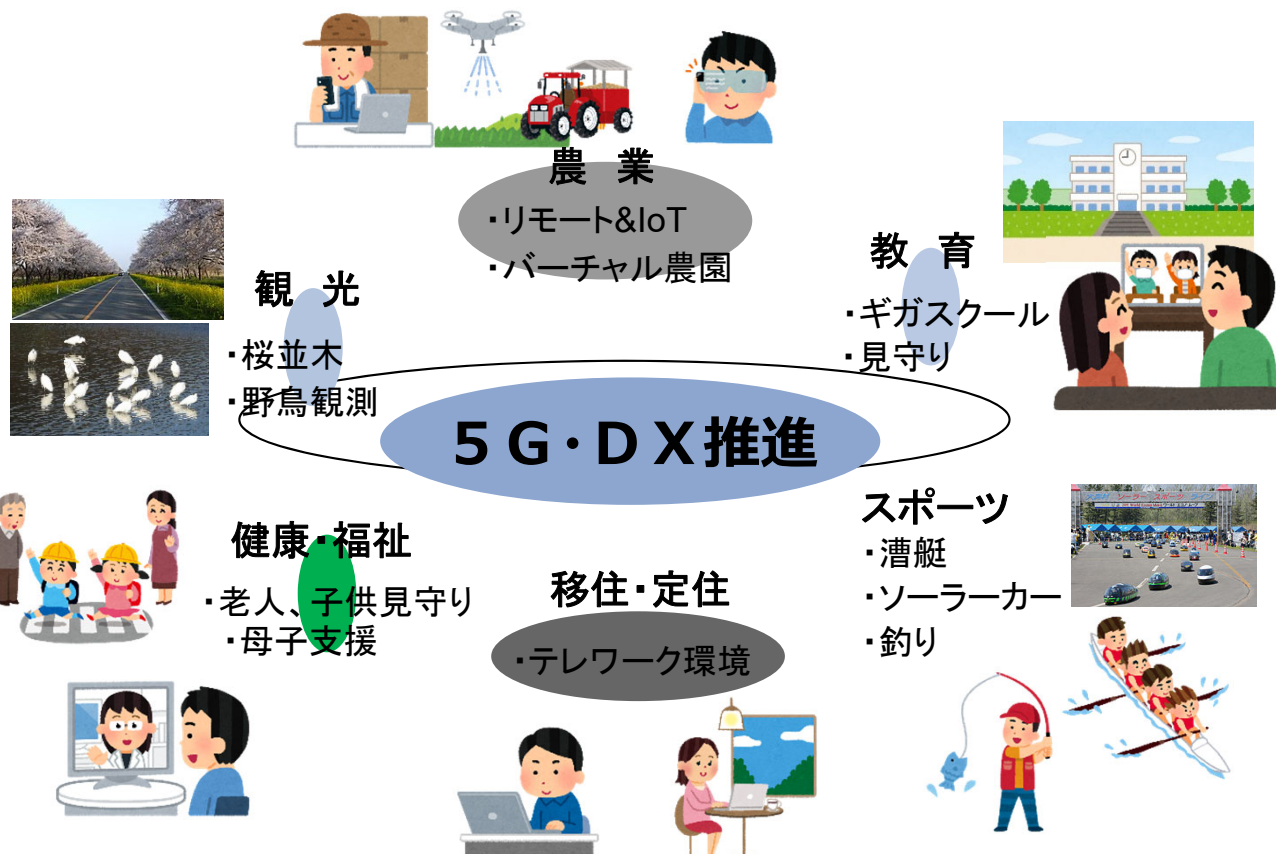 農　業
・リモート&IoT
・バーチャル農園
教　育
・ギガスクール
・見守り
観　光
・桜並木
・野鳥観測
５Ｇ・ＤＸ推進
スポーツ
・漕艇
・ソーラーカー
・釣り
健康・福祉
・老人、子供見守り
・母子支援
移住・定住
・テレワーク環境